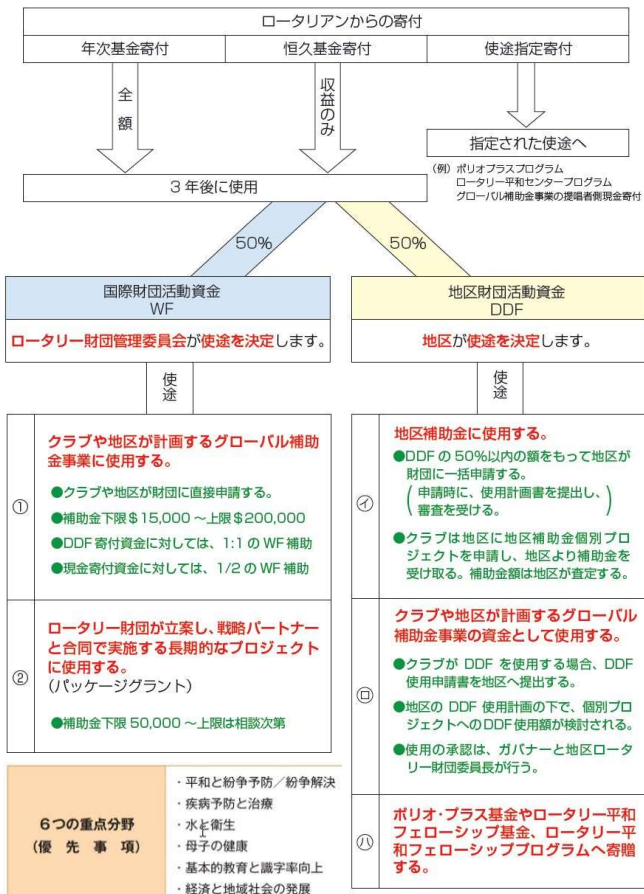 ロータリアンからの寄付
年次基金寄付
恒久基金寄付
使途指定寄付
全額
収益のみ
指定された使途へ
(例) ポリオプラスプログラム
ロータリー平和センタープログラム
グローバル補助金事業の提唱者側現金寄付
3年後に使用
50%
50%
国際財団活動資金
WF
ロータリー財団管理委員会が使途を決定します。
使途
①
クラブや地区が計画するグローバル補助
金事業に使用する。
●クラブや地区が財団に直接申請する。
●補助金下限$15,000～上限$200,000
●DDF寄付資金に対しては、1:1のWF補助
●現金寄付資金に対しては、1/2のWF補助
②
ロータリー財団が立案し、戦略パートナー
と合同で実施する長期的なプロジェクト
に使用する。
(パッケージグラント)
●補助金下限50,000～上限は相談次第
6つの重点分野
(優先事項)
・平和と紛争予防／紛争解決
・疾病予防と治療
・水と衛生
・母子の健康
・基本的教育と識字率向上
・経済と地域社会の発展
地区財団活動資金
DDF
地区が使途を決定します。
使途
㋑
地区補助金に使用する。
●DDFの50%以内の額をもって地区が
財団に一括申請する。
(申請時に、使用計画書を提出し、
審査を受ける。)
●クラブは地区に地区補助金個別プロ
ジェクトを申請し、地区より補助金を
受け取る。補助金額は地区が査定する。
㋺
クラブや地区が計画するグローバル
補助金事業の資金として使用する。
●クラブがDDFを使用する場合、DDF
使用申請書を地区へ提出する。
●地区のDDF使用計画の下で、個別プロ
ジェクトへのDDF使用額が検討される。
●使用の承認は、ガバナーと地区ロータ
リー財団委員長が行う。
㋩
ポリオ・プラス基金やロータリー平和
フェローシップ基金、ロータリー平
和フェローシッププログラムへ寄贈
する。